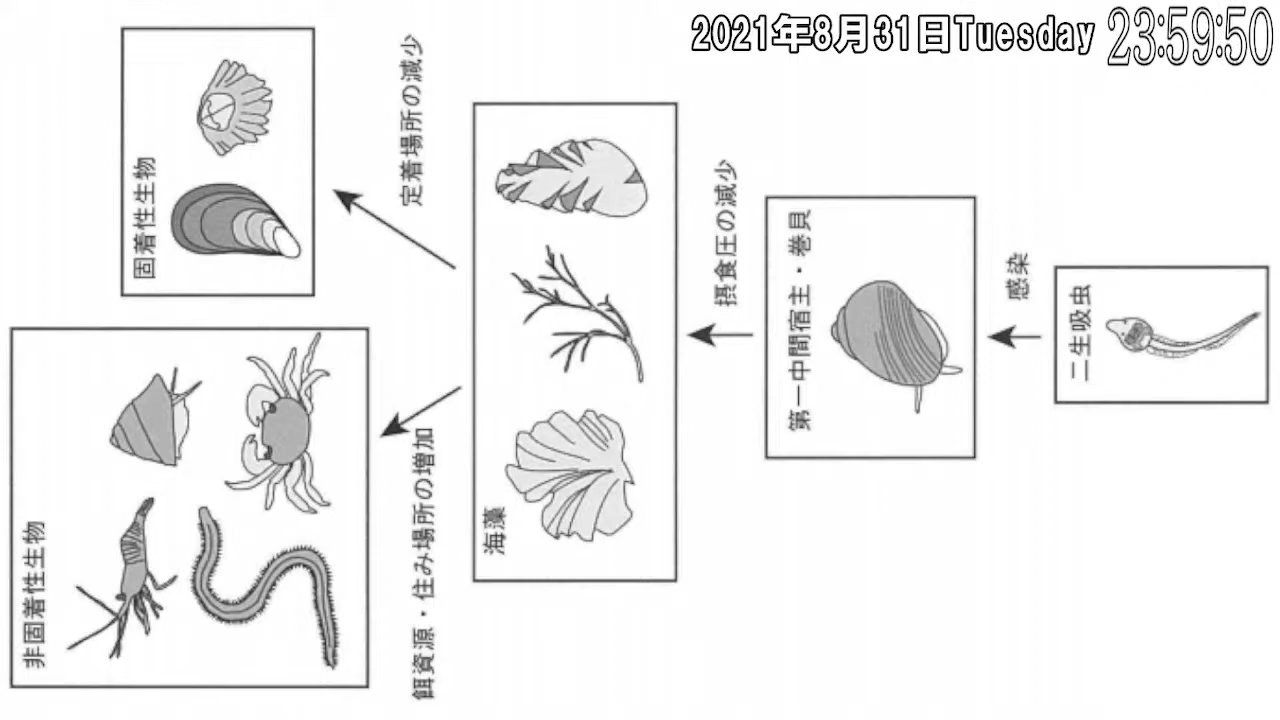 2021年8月31日Tuesday 23:59:50
非固着性生物
固着性生物
餌資源・住み場所の増加
定着場所の減少
海藻
摂食圧の減少
第一中間宿主・巻貝
感染
二生吸虫